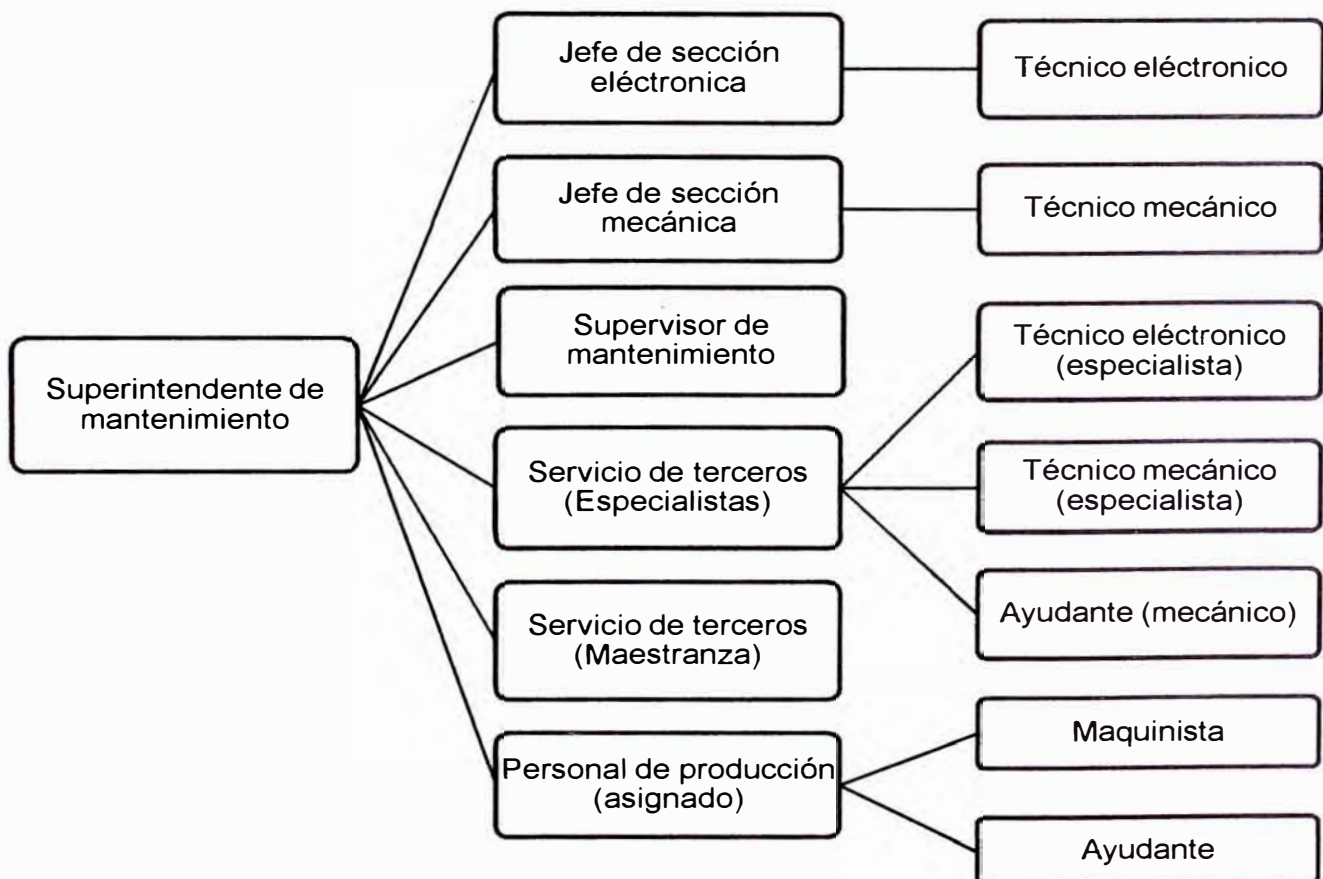 Jefe de sección
eléctronica
Técnico eléctronico
Jefe de sección
mecánica
Técnico mecánico
Supervisor de
mantenimiento
Técnico eléctronico
(especialista)
Superintendente de
mantenimiento
Servicio de terceros
(Especialistas)
Técnico mecánico
(especialista)
Servicio de terceros
(Maestranza)
Ayudante (mecánico)
Personal de producción
(asignado)
Maquinista
Ayudante